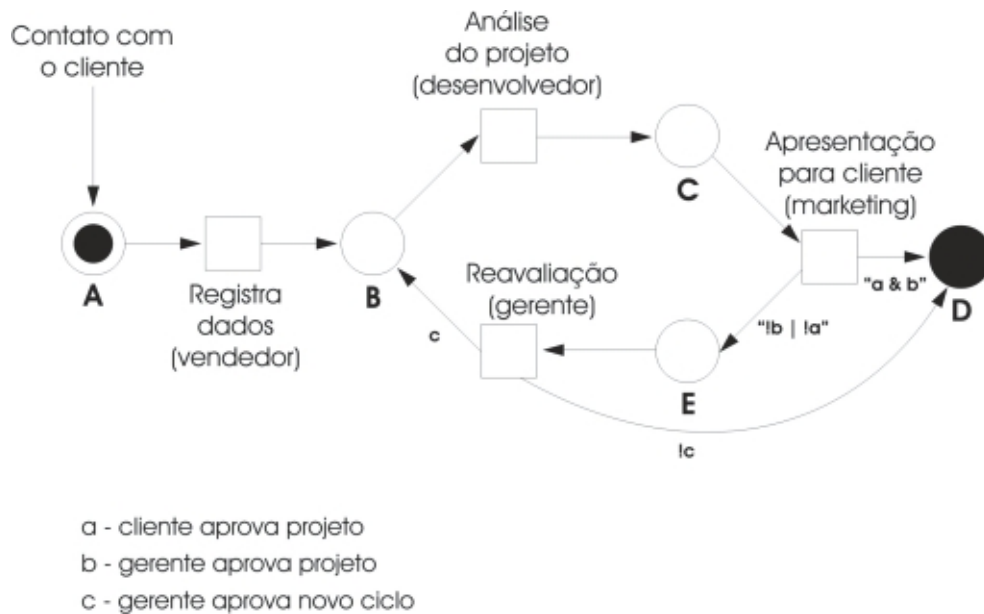 Contato com
o cliente
Análise
do projeto
(desenvolvedor)
C
Apresentação
para cliente
(marketing)
A
Registra
dados
(vendedor)
B
Reavaliação
(gerente)
c
"a & b"
D
"!b | !a"
E
!c
a - cliente aprova projeto
b - gerente aprova projeto
c - gerente aprova novo ciclo